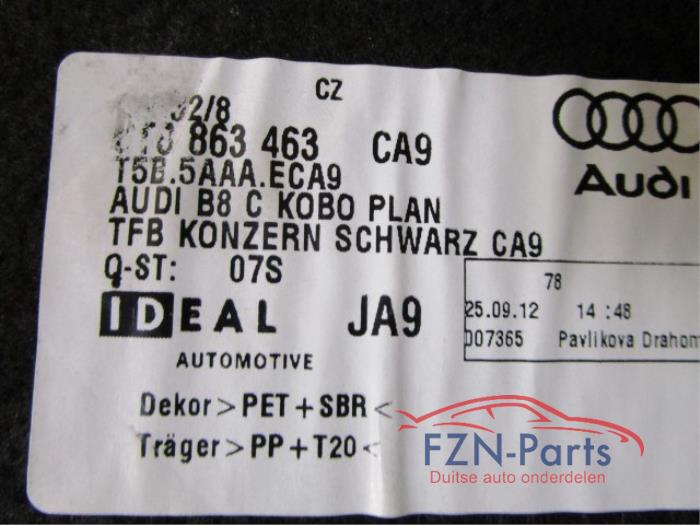 CZ
863 463 CA9
T5B.5AAA.ECA9
AUDI B8 C KOBO PLAN
TFB KONZERN SCHWARZ CA9
Q-ST: 07S
IDEAL JA9
AUTOMOTIVE
Dekor>PET+SBR<
Träger>PP+T20<
Audi
78
25.09.12 14:48
D07365 Pavlikova Drahom
FZN-Parts
Duitse auto onderdelen